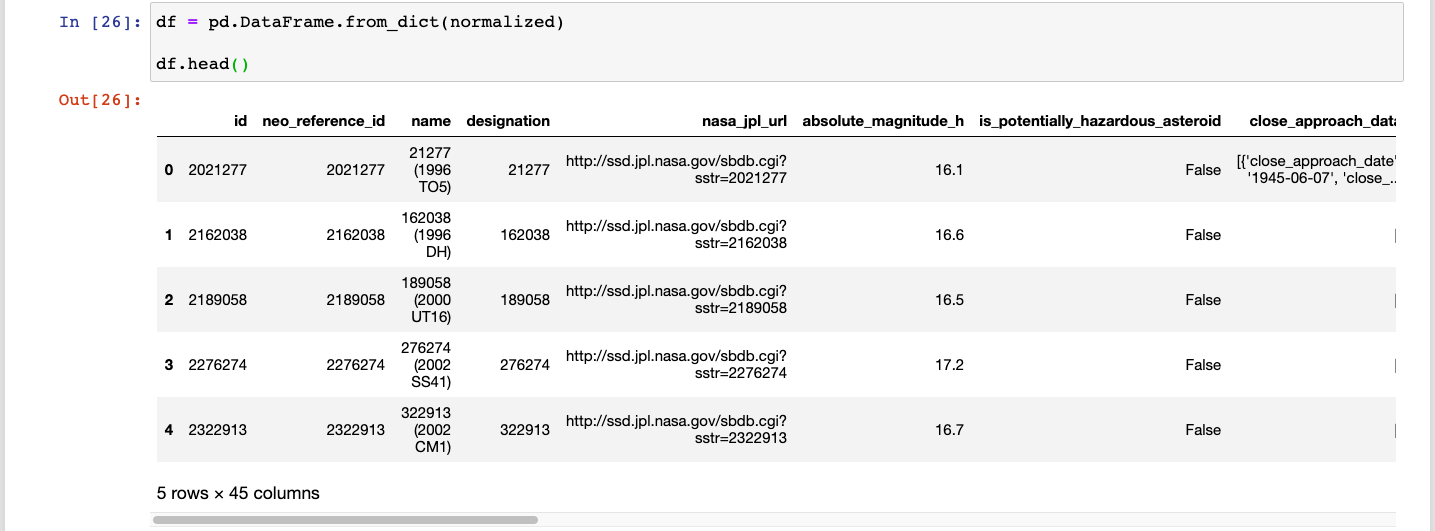 In [26]: df = pd.DataFrame.from_dict(normalized)
df.head()
Out[26]:
id neo_reference_id name designation nasa_jpl_url absolute_magnitude_h is_potentially_hazardous_asteroid close_approach_data
0 2021277 2021277 21277 (1996 TO5) 21277 http://ssd.jpl.nasa.gov/sbdb.cgi?sstr=2021277 16.1 False [{'close_approach_date' '1945-06-07', 'close_...
1 2162038 2162038 162038 (1996 DH) 162038 http://ssd.jpl.nasa.gov/sbdb.cgi?sstr=2162038 16.6 False [
2 2189058 2189058 189058 (2000 UT16) 189058 http://ssd.jpl.nasa.gov/sbdb.cgi?sstr=2189058 16.5 False [
3 2276274 2276274 276274 (2002 SS41) 276274 http://ssd.jpl.nasa.gov/sbdb.cgi?sstr=2276274 17.2 False [
4 2322913 2322913 322913 (2002 CM1) 322913 http://ssd.jpl.nasa.gov/sbdb.cgi?sstr=2322913 16.7 False [
5 rows × 45 columns